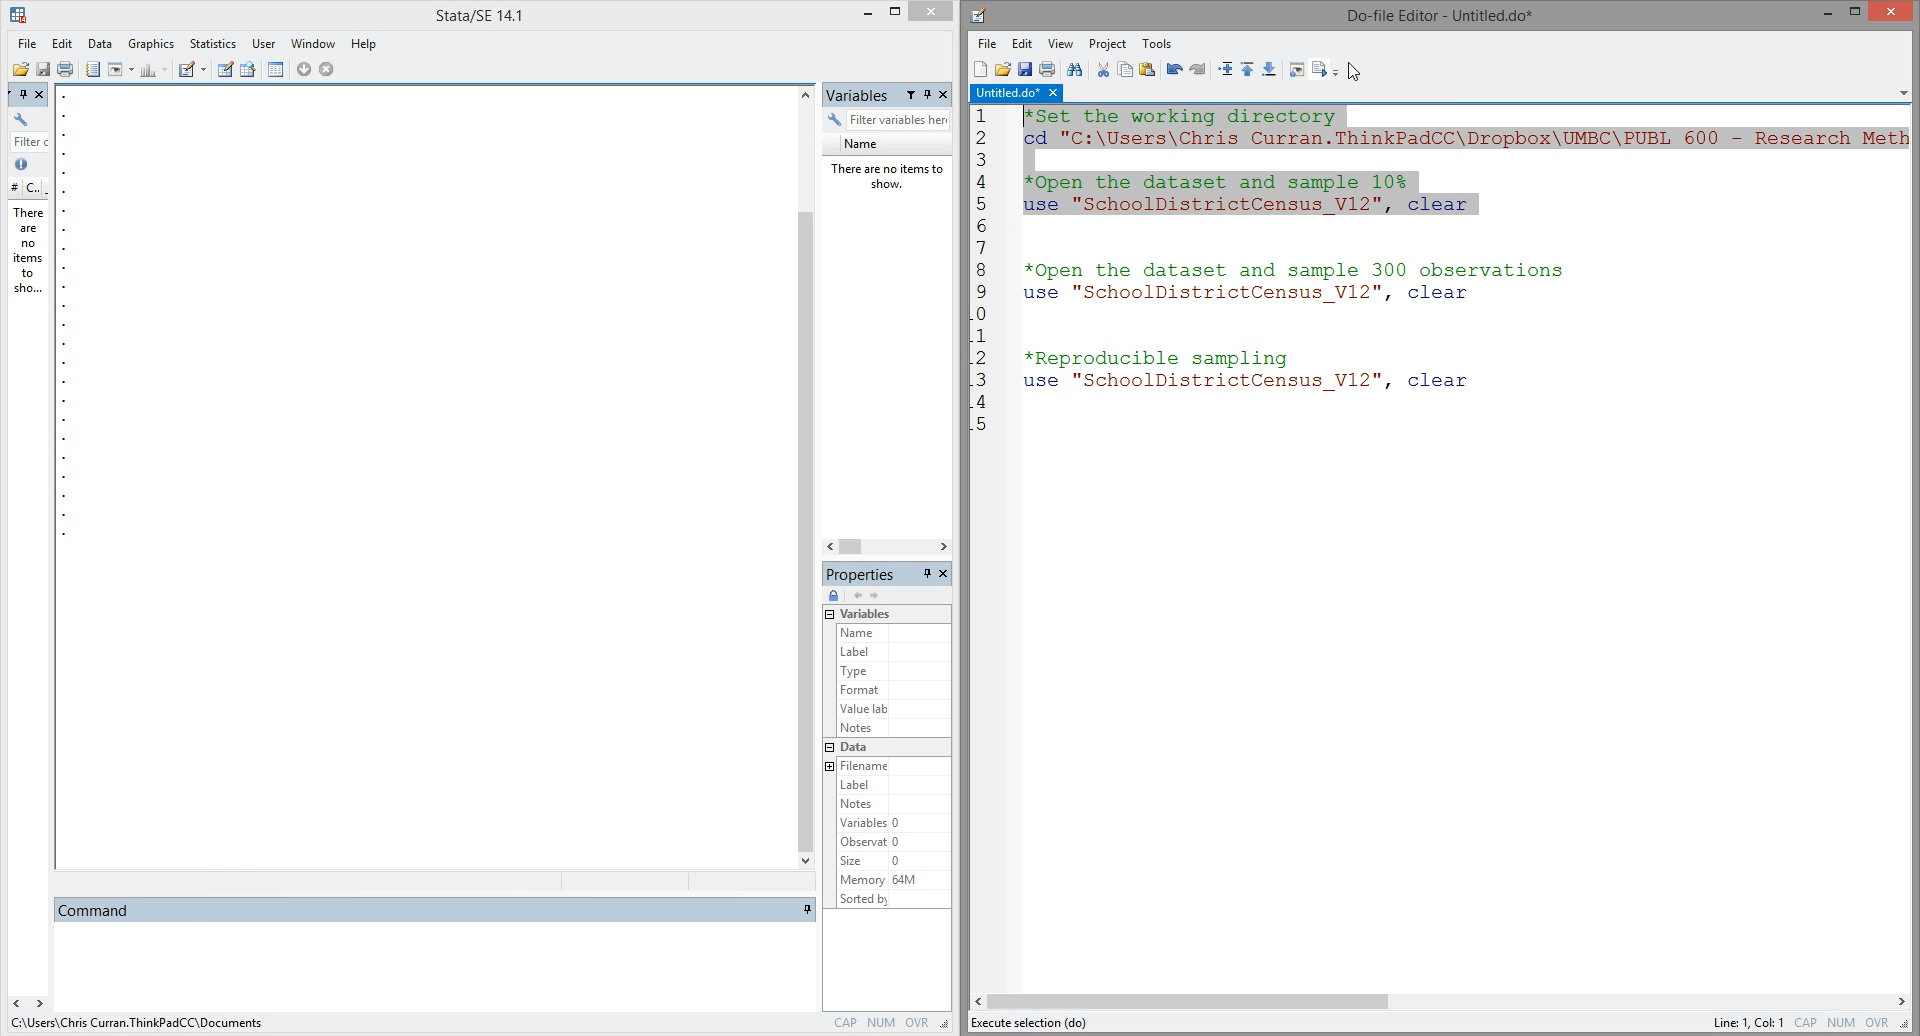 Stata/SE 14.1
File Edit Data Graphics Statistics User Window Help
Filter c
# C..
There
are
no
items
to
sho...
Variables
Filter variables here
Name
There are no items to
show.
Properties
Variables
Name
Label
Type
Format
Value lab
Notes
Data
Filename
Label
Notes
Variables 0
Observat 0
Size 0
Memory 64M
Sorted by
Command
C:\Users\Chris Curran.ThinkPadCC\Documents
CAP NUM OVR
Do-file Editor - Untitled.do*
File Edit View Project Tools
Untitled.do*
1 *Set the working directory
2 cd "C:\Users\Chris Curran.ThinkPadCC\Dropbox\UMBC\PUBL 600 - Research Meth
3
4 *Open the dataset and sample 10%
5 use "SchoolDistrictCensus_V12", clear
6
7
8 *Open the dataset and sample 300 observations
9 use "SchoolDistrictCensus_V12", clear
10
11
12 *Reproducible sampling
13 use "SchoolDistrictCensus_V12", clear
14
15
Execute selection (do)
Line: 1, Col: 1 CAP NUM OVR